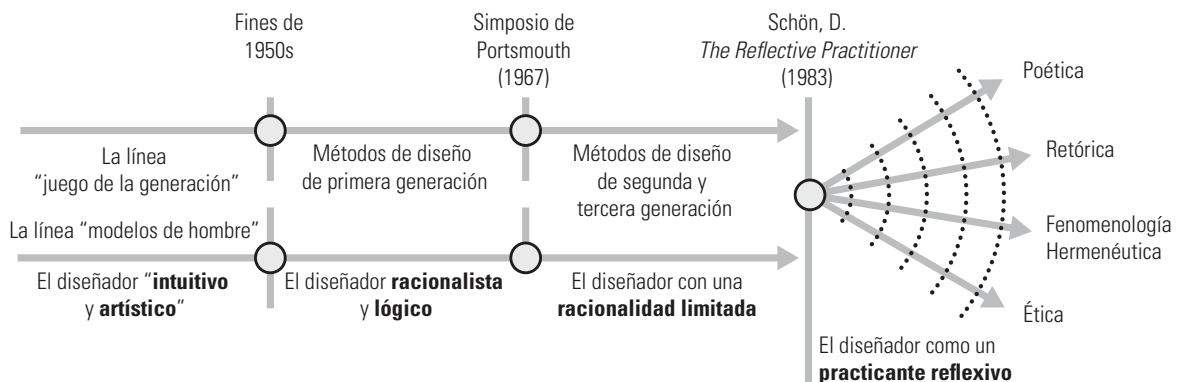 Fines de
1950s
Simposio de
Portsmouth
(1967)
Schön, D.
The Reflective Practitioner
(1983)
La línea
“juego de la generación”
Métodos de diseño
de primera generación
Métodos de diseño
de segunda y
tercera generación
La línea “modelos de hombre”
El diseñador “intuitivo
y artístico”
El diseñador racionalista
y lógico
El diseñador con una
racionalidad limitada
El diseñador como un
practicante reflexivo
Poética
Retórica
Fenomenología
Hermenéutica
Ética